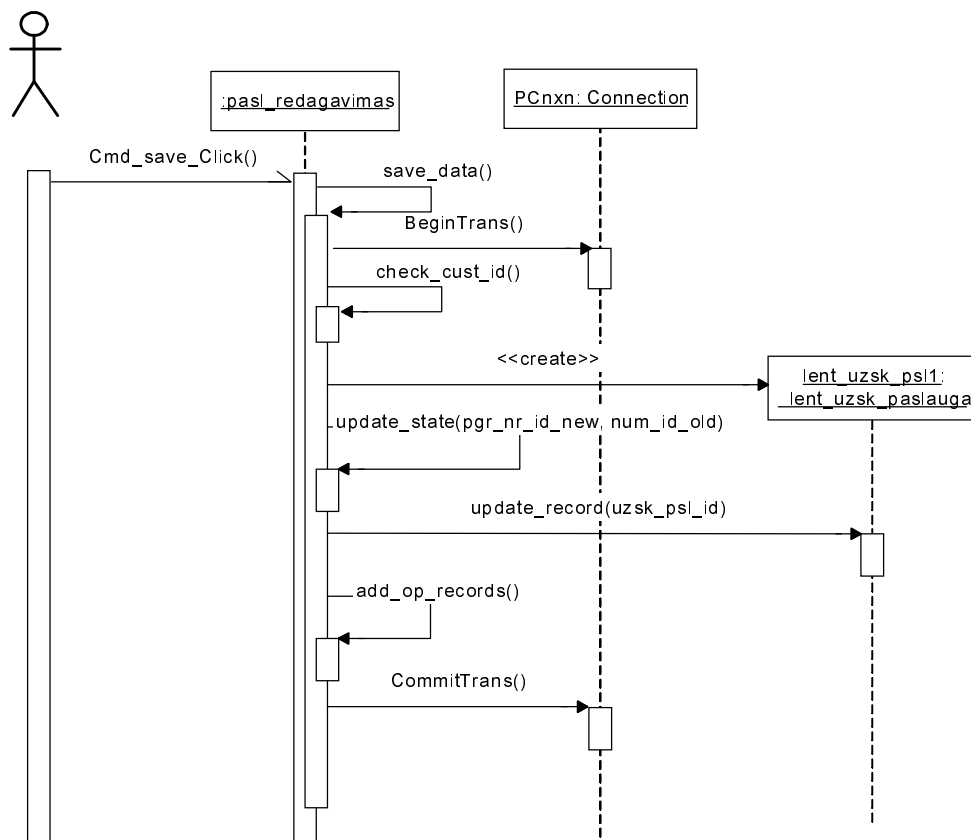 :pasl_redagavimas
PCnxn: Connection
Cmd_save_Click()
save_data()
BeginTrans()
check_cust_id()
<<create>>
lent_uzsk_psl1:
lent_uzsk_paslauga
update_state(pgr_nr_id_new, num_id_old)
update_record(uzsk_psl_id)
add_op_records()
CommitTrans()